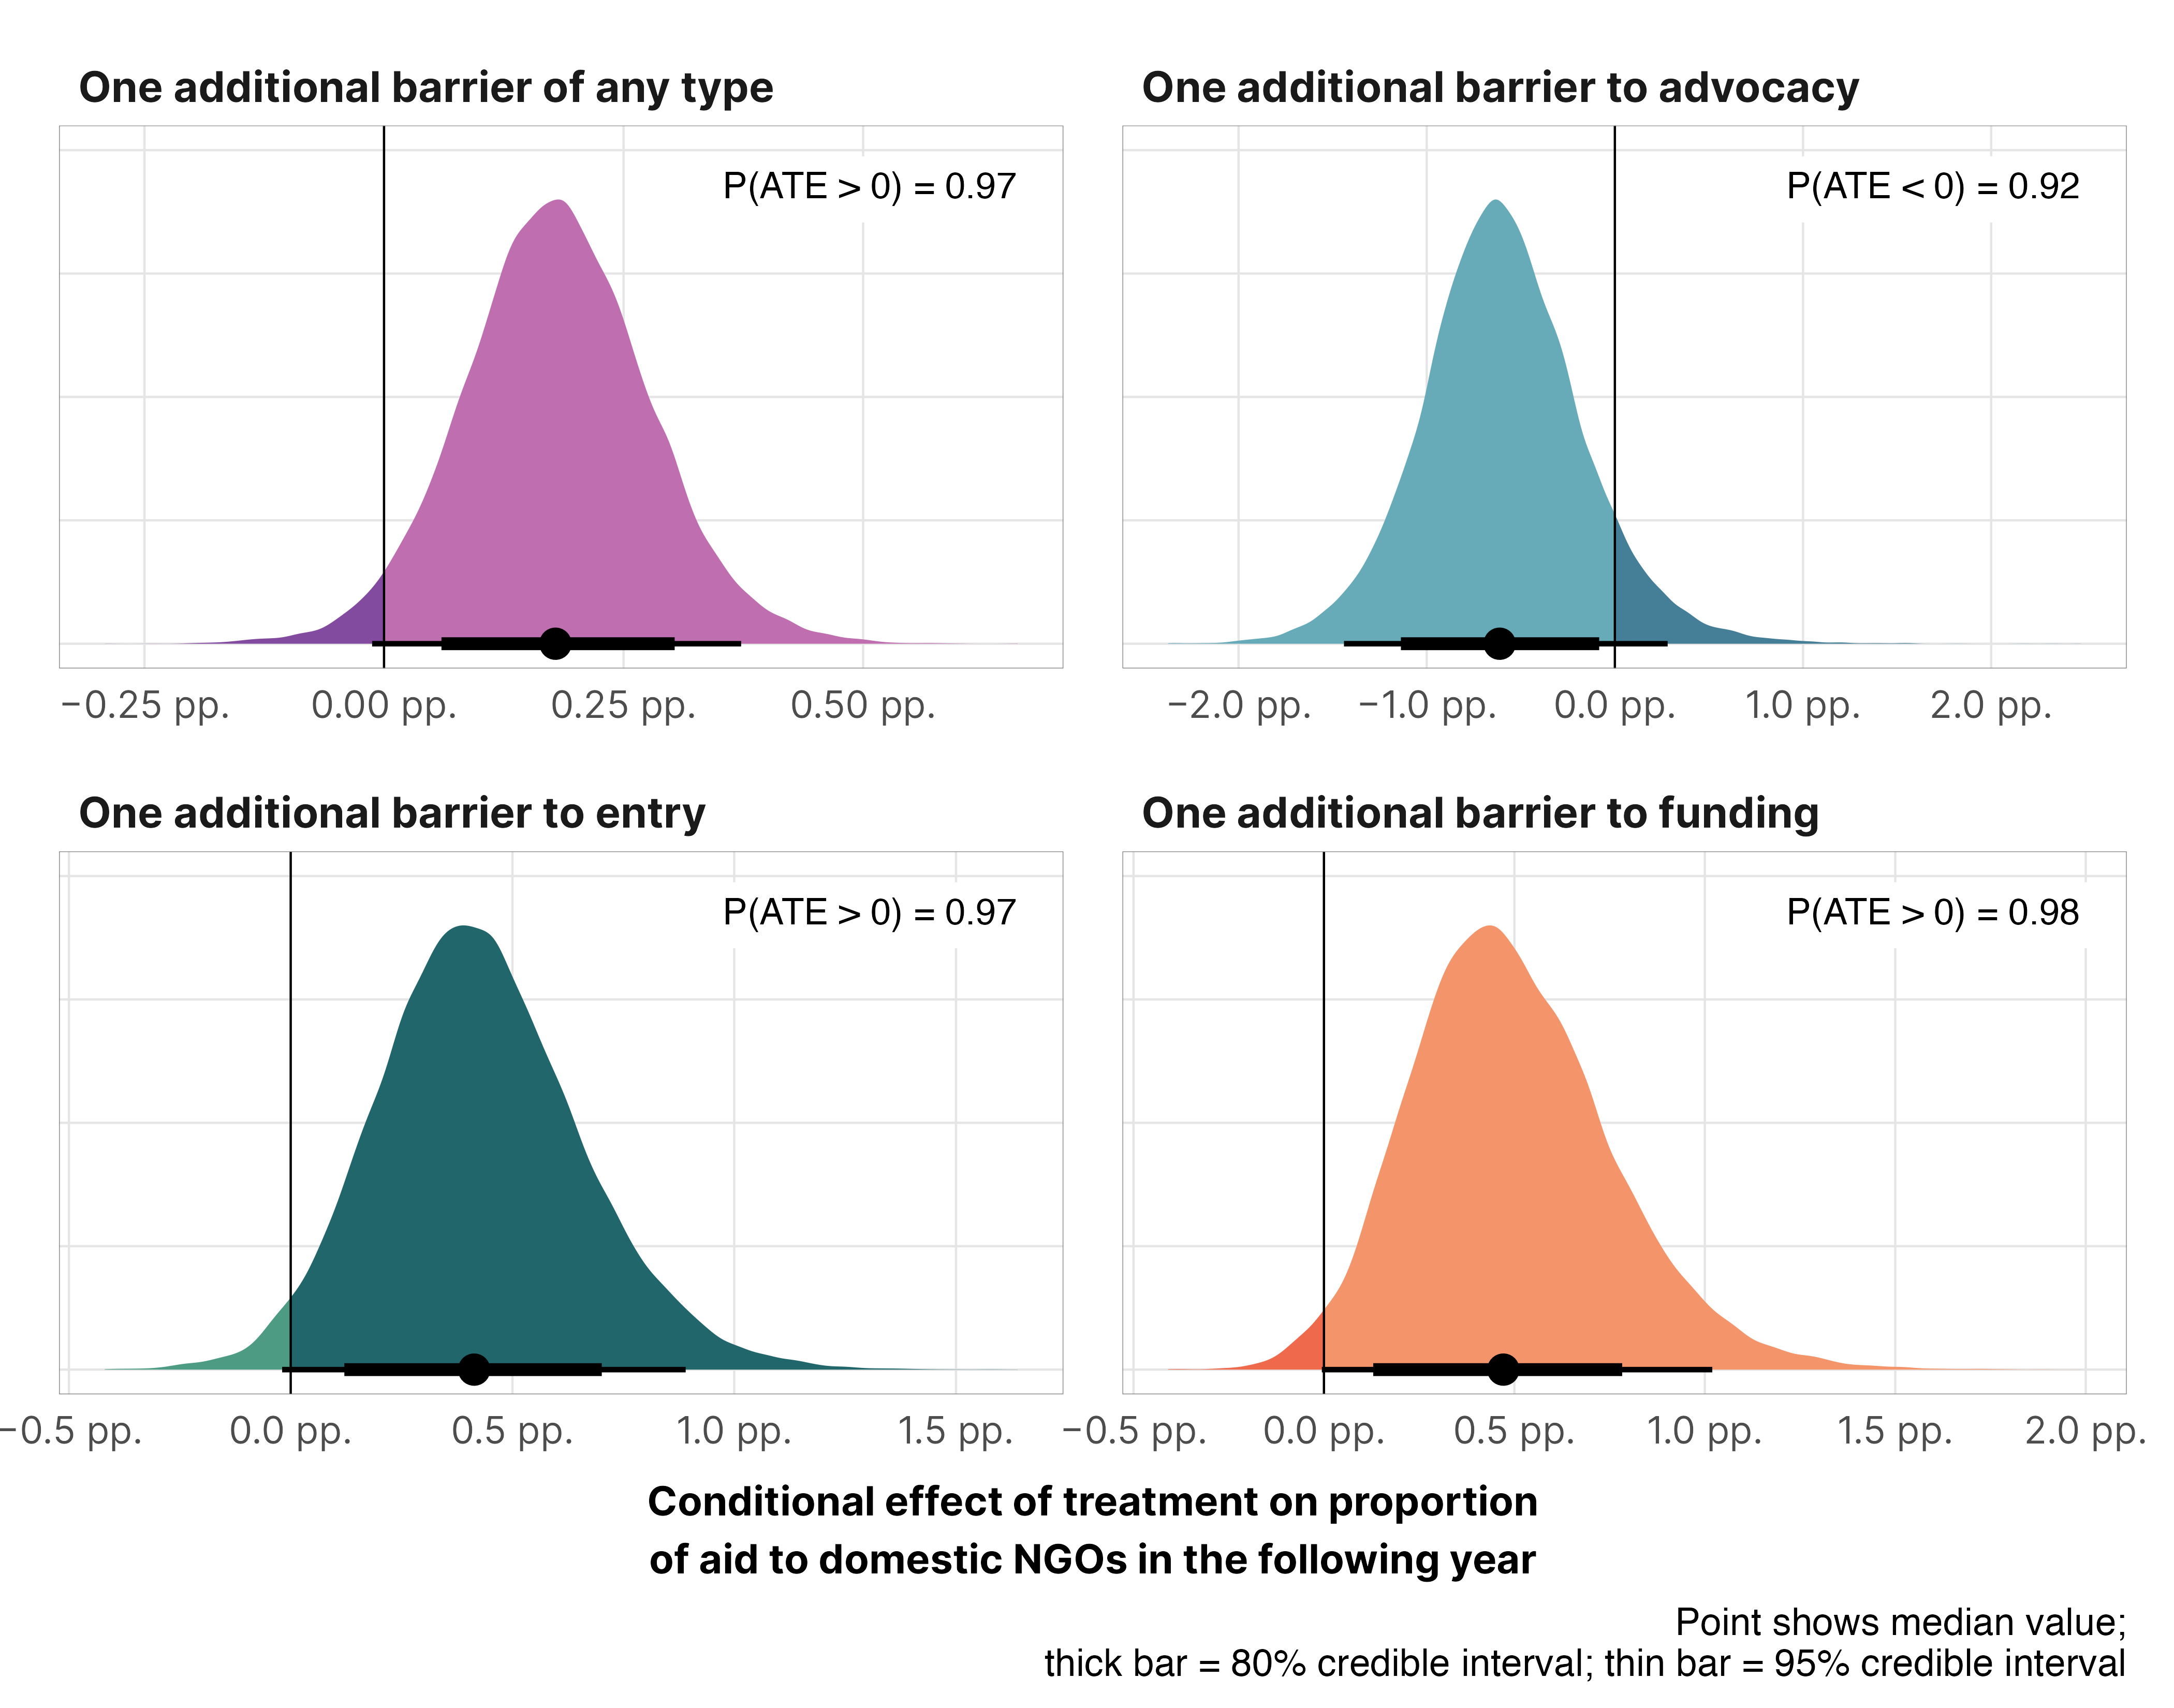 One additional barrier of any type
P(ATE > 0) = 0.97
−0.25 pp.
0.00 pp.
0.25 pp.
0.50 pp.
One additional barrier to advocacy
P(ATE < 0) = 0.92
−2.0 pp.
−1.0 pp.
0.0 pp.
1.0 pp.
2.0 pp.
One additional barrier to entry
P(ATE > 0) = 0.97
−0.5 pp.
0.0 pp.
0.5 pp.
1.0 pp.
1.5 pp.
One additional barrier to funding
P(ATE > 0) = 0.98
−0.5 pp.
0.0 pp.
0.5 pp.
1.0 pp.
1.5 pp.
2.0 pp.
Conditional effect of treatment on proportion
of aid to domestic NGOs in the following year
Point shows median value;
thick bar = 80% credible interval; thin bar = 95% credible interval